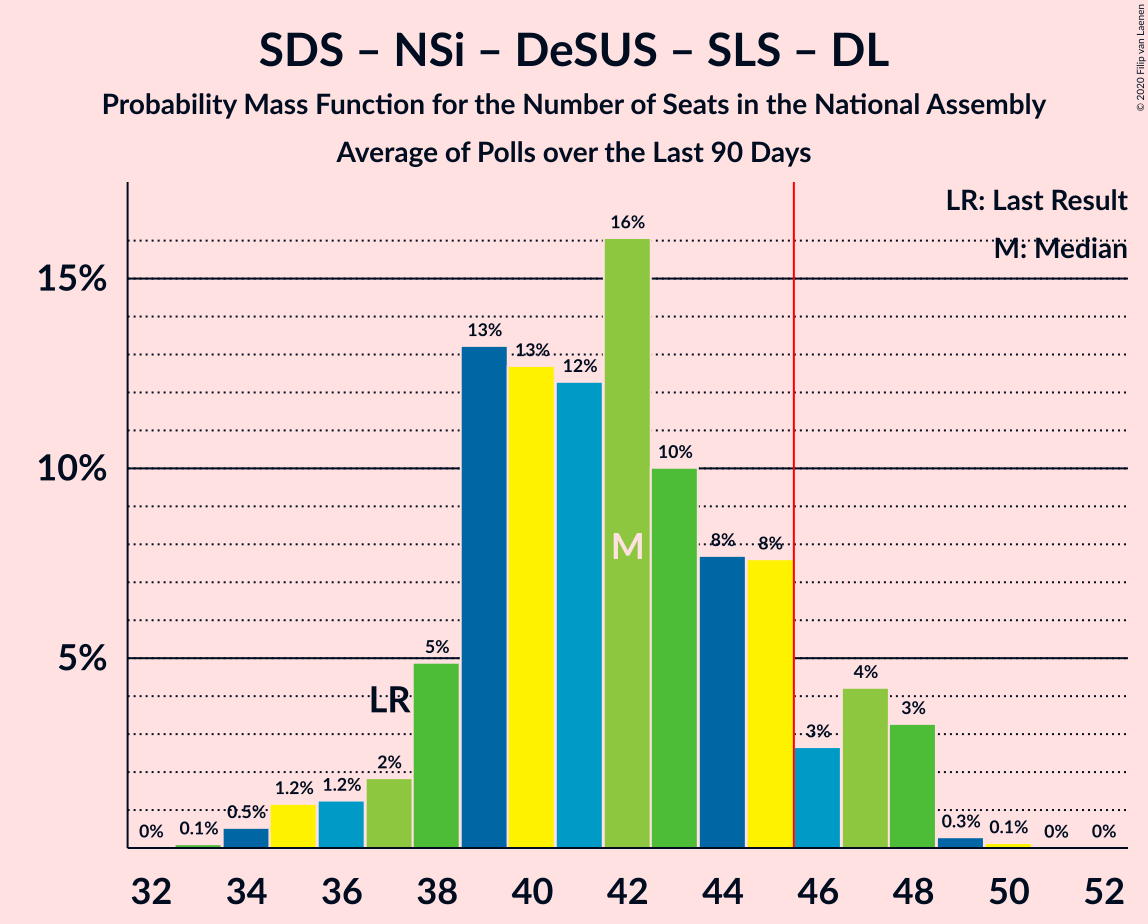 SDS – NSi – DeSUS – SLS – DL
Probability Mass Function for the Number of Seats in the National Assembly
Average of Polls over the Last 90 Days
© 2020 Filip van Laenen
LR: Last Result
M: Median
15%
10%
5%
0%
0.1%
0.5%
1.2%
1.2%
2%
5%
13%
13%
12%
16%
10%
8%
8%
3%
4%
3%
0.3%
0.1%
0%
0%
LR
M
32 34 36 38 40 42 44 46 48 50 52